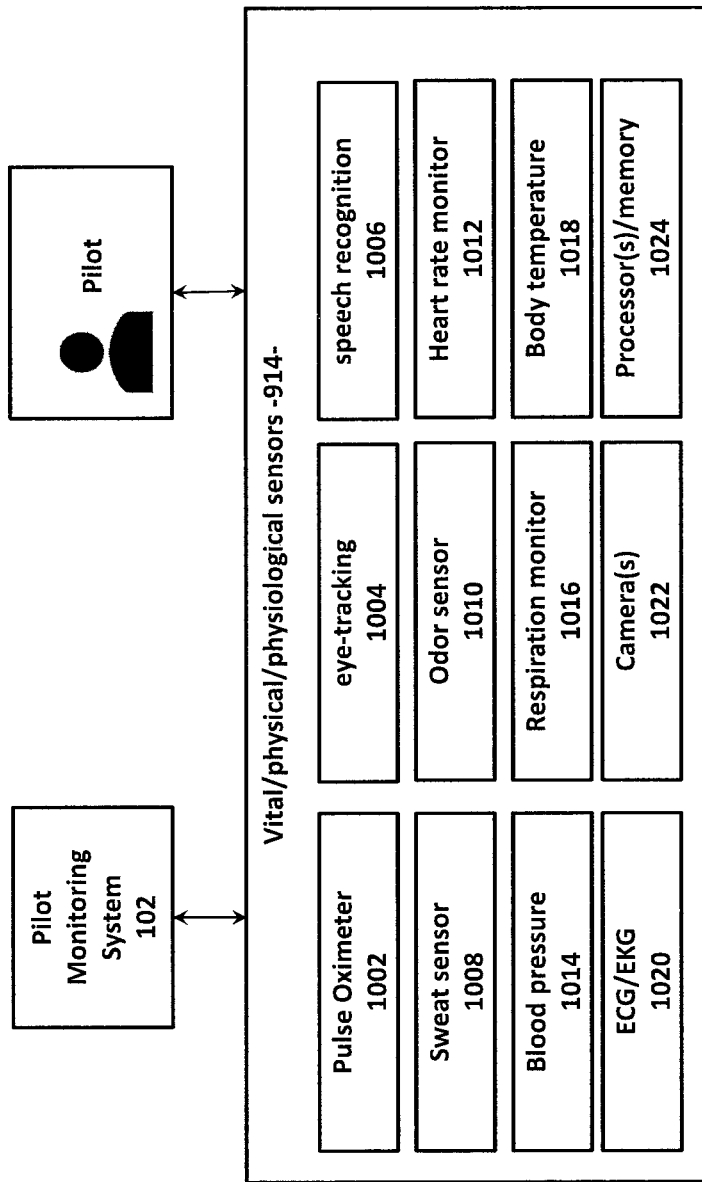 Pilot
Monitoring
System
102
Pilot
Vital/physical/physiological sensors -914-
Pulse Oximeter
1002
eye-tracking
1004
speech recognition
1006
Sweat sensor
1008
Odor sensor
1010
Heart rate monitor
1012
Blood pressure
1014
Respiration monitor
1016
Body temperature
1018
ECG/EKG
1020
Camera(s)
1022
Processor(s)/memory
1024